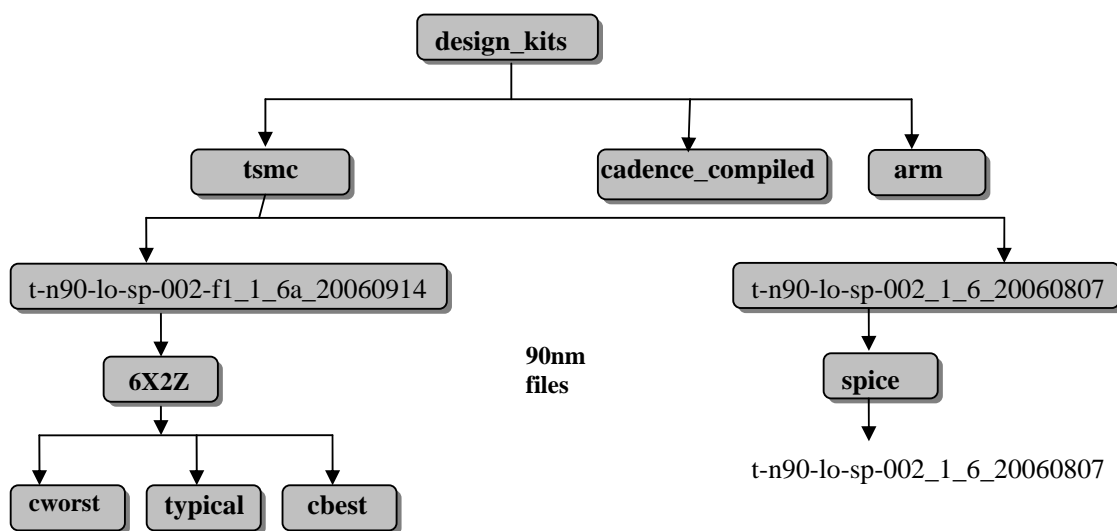 design_kits
tsmc
cadence_compiled
arm
t-n90-lo-sp-002-f1_1_6a_20060914
t-n90-lo-sp-002_1_6_20060807
6X2Z
90nm
files
spice
cworst
typical
cbest
t-n90-lo-sp-002_1_6_20060807